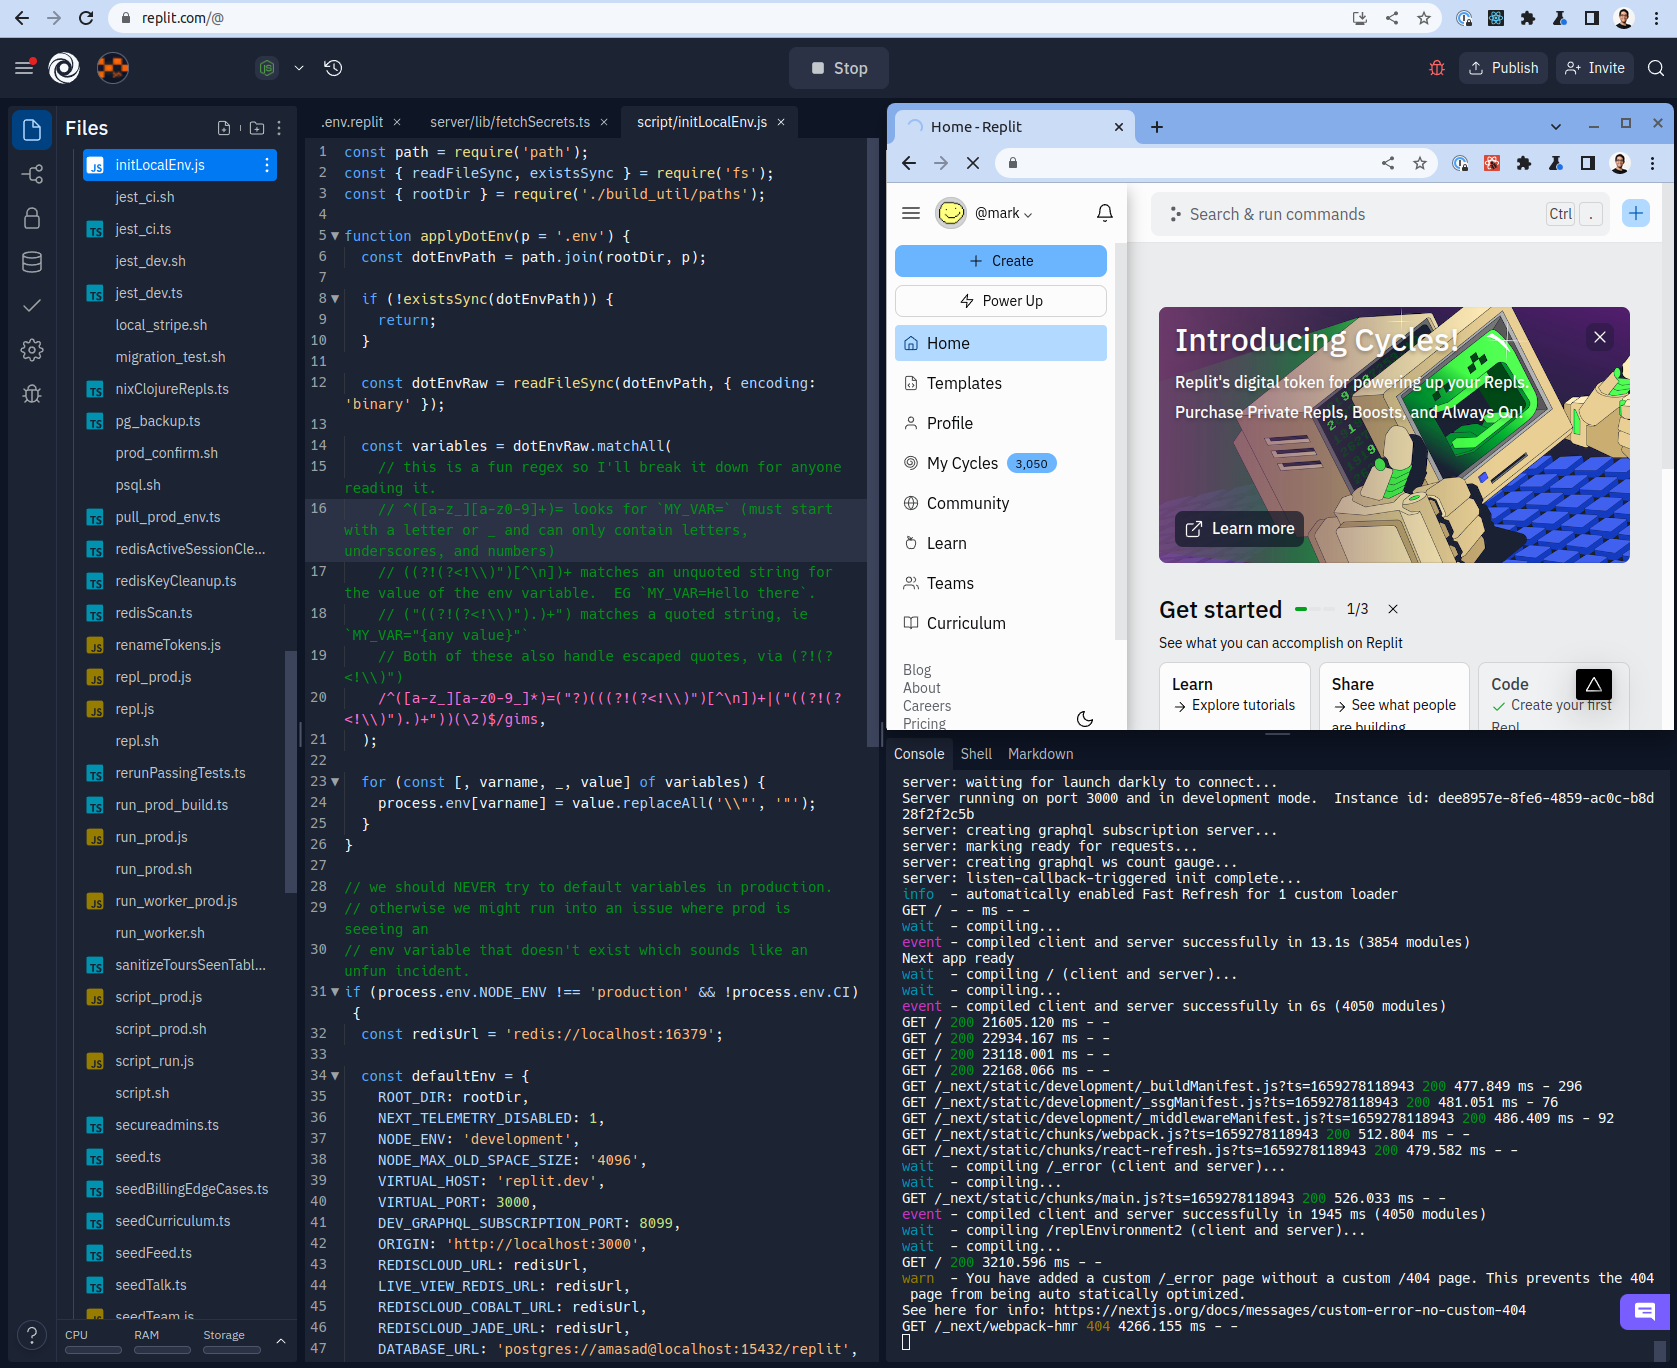 replit.com/@
Stop
Publish
Invite
Files
initLocalEnv.js
jest_ci.sh
jest_ci.ts
jest_dev.sh
jest_dev.ts
local_stripe.sh
migration_test.sh
nixClojureRepls.ts
pg_backup.ts
prod_confirm.sh
psql.sh
pull_prod_env.ts
redisActiveSessionCle...
redisKeyCleanup.ts
redisScan.ts
renameTokens.js
repl_prod.js
repl.js
repl.sh
rerunPassingTests.ts
run_prod_build.ts
run_prod.js
run_prod.sh
run_worker_prod.js
run_worker.sh
sanitizeToursSeenTabl...
script_prod.js
script_prod.sh
script_run.js
script.sh
secureadmins.ts
seed.ts
seedBillingEdgeCases.ts
seedCurriculum.ts
seedFeed.ts
seedTalk.ts
seedTeam.js
CPU RAM Storage
.env.replit
server/lib/fetchSecrets.ts
script/initLocalEnv.js
1 const path = require('path');
2 const { readFileSync, existsSync } = require('fs');
3 const { rootDir } = require('./build_util/paths');
4
5 function applyDotEnv(p = '.env') {
6 const dotEnvPath = path.join(rootDir, p);
7
8 if (!existsSync(dotEnvPath)) {
9 return;
10 }
11
12 const dotEnvRaw = readFileSync(dotEnvPath, { encoding:
'binary' });
13
14 const variables = dotEnvRaw.matchAll(
15 // this is a fun regex so I'll break it down for anyone
reading it.
16 // ^([a-z_][a-z0-9]+)= looks for `MY_VAR=` (must start
with a letter or _ and can only contain letters,
underscores, and numbers)
17 // ((?!(?<!\\)")[^\n])+ matches an unquoted string for
the value of the env variable.  EG `MY_VAR=Hello there`.
18 // ("((?!(?<!\\)").)+") matches a quoted string, ie
`MY_VAR="{any value}"`
19 // Both of these also handle escaped quotes, via (?!(?
<!\\)")
20 /^([a-z_][a-z0-9_]*)=("?)(((?!(?<!\\)")[^\n])+|("((?!(?
<!\\)").)+"))(\2)$/gims,
21 );
22
23 for (const [, varname, _, value] of variables) {
24 process.env[varname] = value.replaceAll('\\"', '"');
25 }
26 }
27
28 // we should NEVER try to default variables in production.
29 // otherwise we might run into an issue where prod is
seeeing an
30 // env variable that doesn't exist which sounds like an
unfun incident.
31 if (process.env.NODE_ENV !== 'production' && !process.env.CI)
{
32 const redisUrl = 'redis://localhost:16379';
33
34 const defaultEnv = {
35 ROOT_DIR: rootDir,
36 NEXT_TELEMETRY_DISABLED: 1,
37 NODE_ENV: 'development',
38 NODE_MAX_OLD_SPACE_SIZE: '4096',
39 VIRTUAL_HOST: 'replit.dev',
40 VIRTUAL_PORT: 3000,
41 DEV_GRAPHQL_SUBSCRIPTION_PORT: 8099,
42 ORIGIN: 'http://localhost:3000',
43 REDISCLOUD_URL: redisUrl,
44 LIVE_VIEW_REDIS_URL: redisUrl,
45 REDISCLOUD_COBALT_URL: redisUrl,
46 REDISCLOUD_JADE_URL: redisUrl,
47 DATABASE_URL: 'postgres://amasad@localhost:15432/replit',
Home - Replit
@mark
Search & run commands
Ctrl .
Create
Power Up
Home
Templates
Profile
My Cycles 3,050
Community
Learn
Teams
Curriculum
Blog
About
Careers
Pricing
Introducing Cycles!
Replit's digital token for powering up your Repls.
Purchase Private Repls, Boosts, and Always On!
Learn more
Get started 1/3
See what you can accomplish on Replit
Learn
Explore tutorials
Share
See what people
are building
Code
Create your first
Repl
Console Shell Markdown
server: waiting for launch darkly to connect...
Server running on port 3000 and in development mode.  Instance id: dee8957e-8fe6-4859-ac0c-b8d
28f2f2c5b
server: creating graphql subscription server...
server: marking ready for requests...
server: creating graphql ws count gauge...
server: listen-callback-triggered init complete...
info  - automatically enabled Fast Refresh for 1 custom loader
GET / - - ms - -
wait  - compiling...
event - compiled client and server successfully in 13.1s (3854 modules)
Next app ready
wait  - compiling / (client and server)...
wait  - compiling...
event - compiled client and server successfully in 6s (4050 modules)
GET / 200 21605.120 ms - -
GET / 200 22934.167 ms - -
GET / 200 23118.001 ms - -
GET / 200 22168.066 ms - -
GET /_next/static/development/_buildManifest.js?ts=1659278118943 200 477.849 ms - 296
GET /_next/static/development/_ssgManifest.js?ts=1659278118943 200 481.051 ms - 76
GET /_next/static/development/_middlewareManifest.js?ts=1659278118943 200 486.409 ms - 92
GET /_next/static/chunks/webpack.js?ts=1659278118943 200 512.804 ms - -
GET /_next/static/chunks/react-refresh.js?ts=1659278118943 200 479.582 ms - -
wait  - compiling /_error (client and server)...
wait  - compiling...
GET /_next/static/chunks/main.js?ts=1659278118943 200 526.033 ms - -
event - compiled client and server successfully in 1945 ms (4050 modules)
wait  - compiling /replEnvironment2 (client and server)...
wait  - compiling...
GET / 200 3210.596 ms - -
warn  - You have added a custom /_error page without a custom /404 page. This prevents the 404
page from being auto statically optimized.
See here for info: https://nextjs.org/docs/messages/custom-error-no-custom-404
GET /_next/webpack-hmr 404 4266.155 ms - -